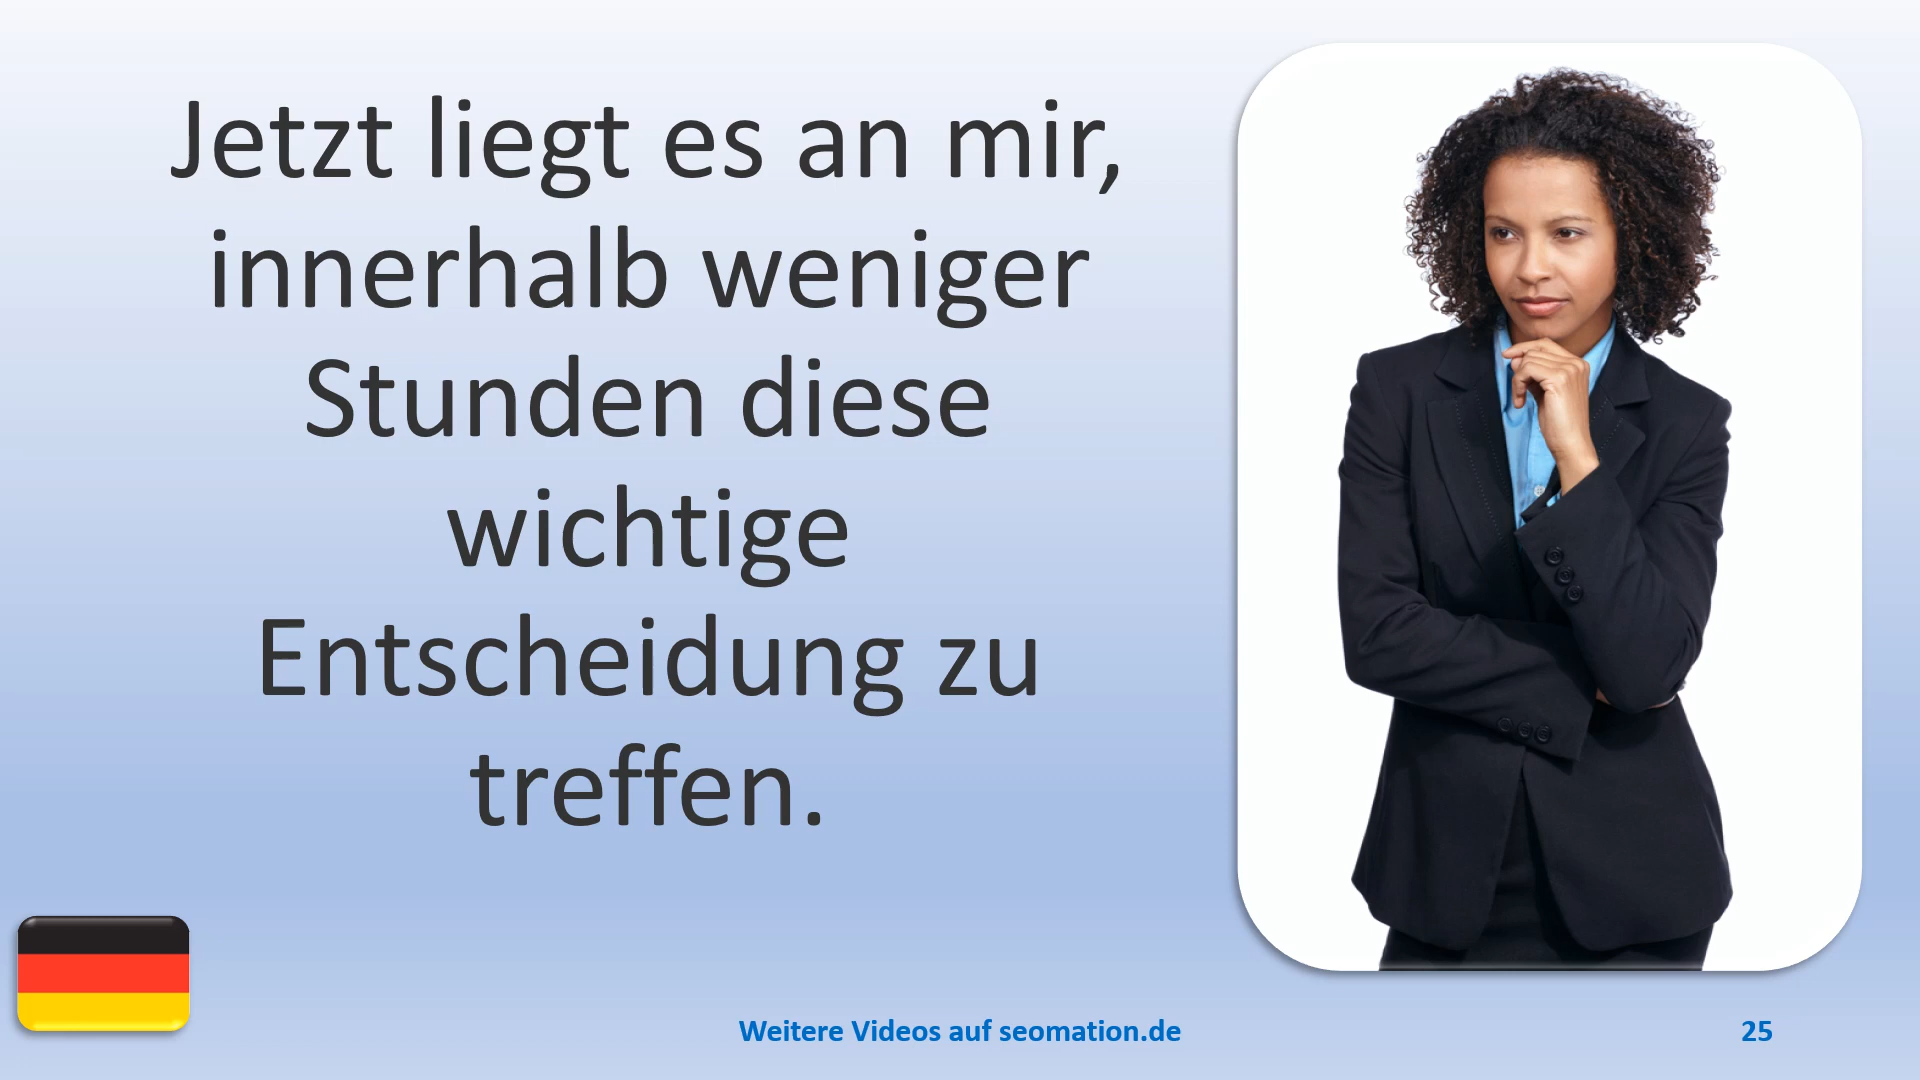 Jetzt liegt es an mir,
innerhalb weniger
Stunden diese
wichtige
Entscheidung zu
treffen.
Weitere Videos auf seomation.de
25